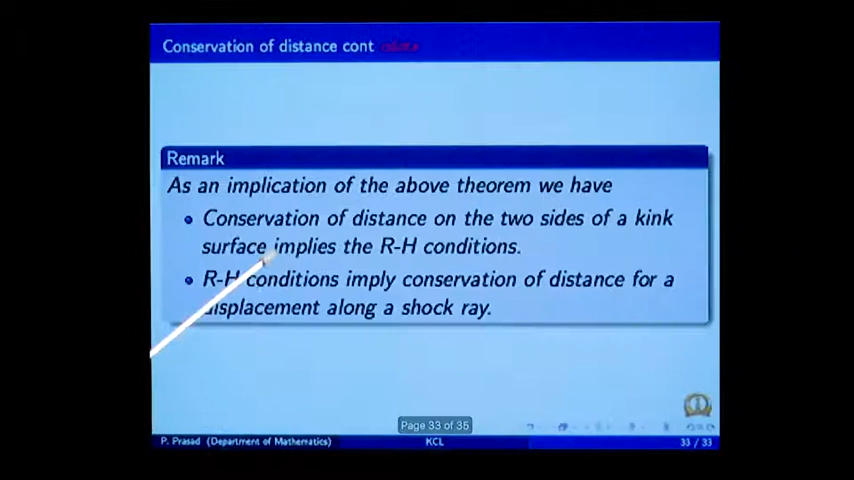 Conservation of distance cont
Remark
As an implication of the above theorem we have
Conservation of distance on the two sides of a kink
surface implies the R-H conditions.
R-H conditions imply conservation of distance for a
displacement along a shock ray.
Page 33 of 35
P. Prasad (Department of Mathematics)
KCL
33 / 33